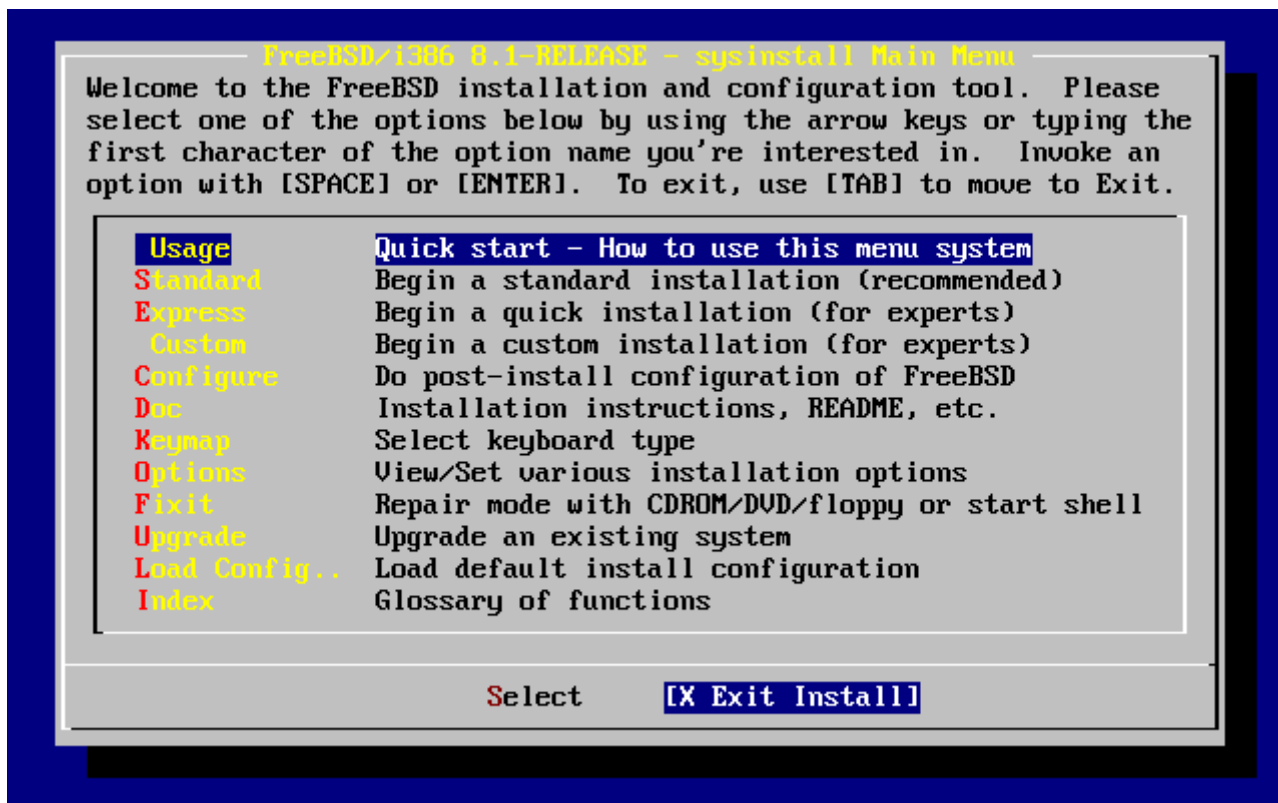 FreeBSD/i386 8.1-RELEASE - sysinstall Main Menu
Welcome to the FreeBSD installation and configuration tool.  Please
select one of the options below by using the arrow keys or typing the
first character of the option name you're interested in.  Invoke an
option with [SPACE] or [ENTER].  To exit, use [TAB] to move to Exit.
Usage Quick start - How to use this menu system
Standard Begin a standard installation (recommended)
Express Begin a quick installation (for experts)
Custom Begin a custom installation (for experts)
Configure Do post-install configuration of FreeBSD
Doc Installation instructions, README, etc.
Keymap Select keyboard type
Options View/Set various installation options
Fixit Repair mode with CDROM/DVD/floppy or start shell
Upgrade Upgrade an existing system
Load Config.. Load default install configuration
Index Glossary of functions
Select [X Exit Install]